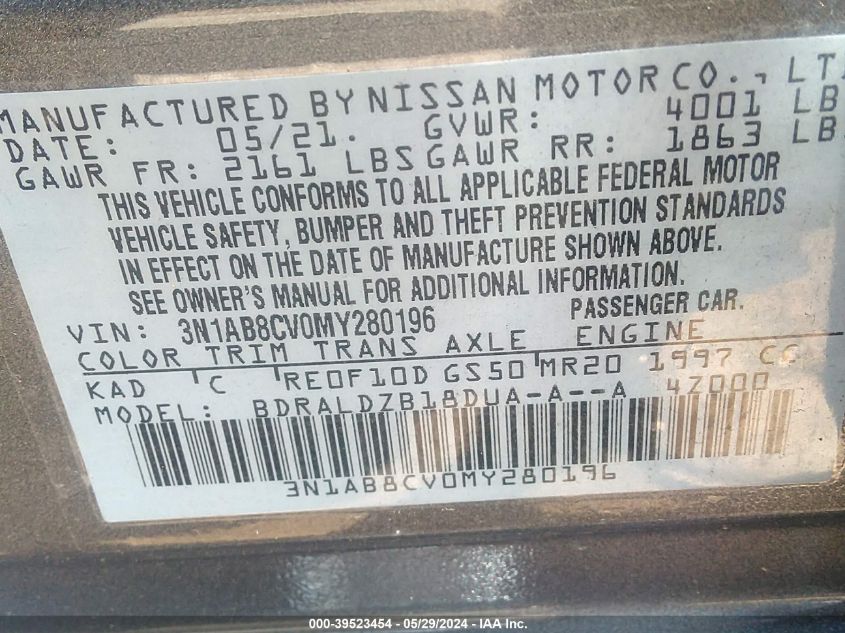 MANUFACTURED BY NISSAN MOTOR CO., LT
DATE: 05/21. GVWR: 4001 LB
GAWR FR: 2161 LBS GAWR RR: 1863 LB
THIS VEHICLE CONFORMS TO ALL APPLICABLE FEDERAL MOTOR
VEHICLE SAFETY, BUMPER AND THEFT PREVENTION STANDARDS
IN EFFECT ON THE DATE OF MANUFACTURE SHOWN ABOVE.
SEE OWNER'S MANUAL FOR ADDITIONAL INFORMATION.
VIN: 3N1AB8CV0MY280196 PASSENGER CAR.
COLOR TRIM TRANS AXLE ENGINE
KAD C RE0F10D GS50 MR20 1997 CC
MODEL: BDRALDZB18DUA-A--A 4Z000
3N1AB8CV0MY280196
000-39523454 - 05/29/2024 - IAA Inc.